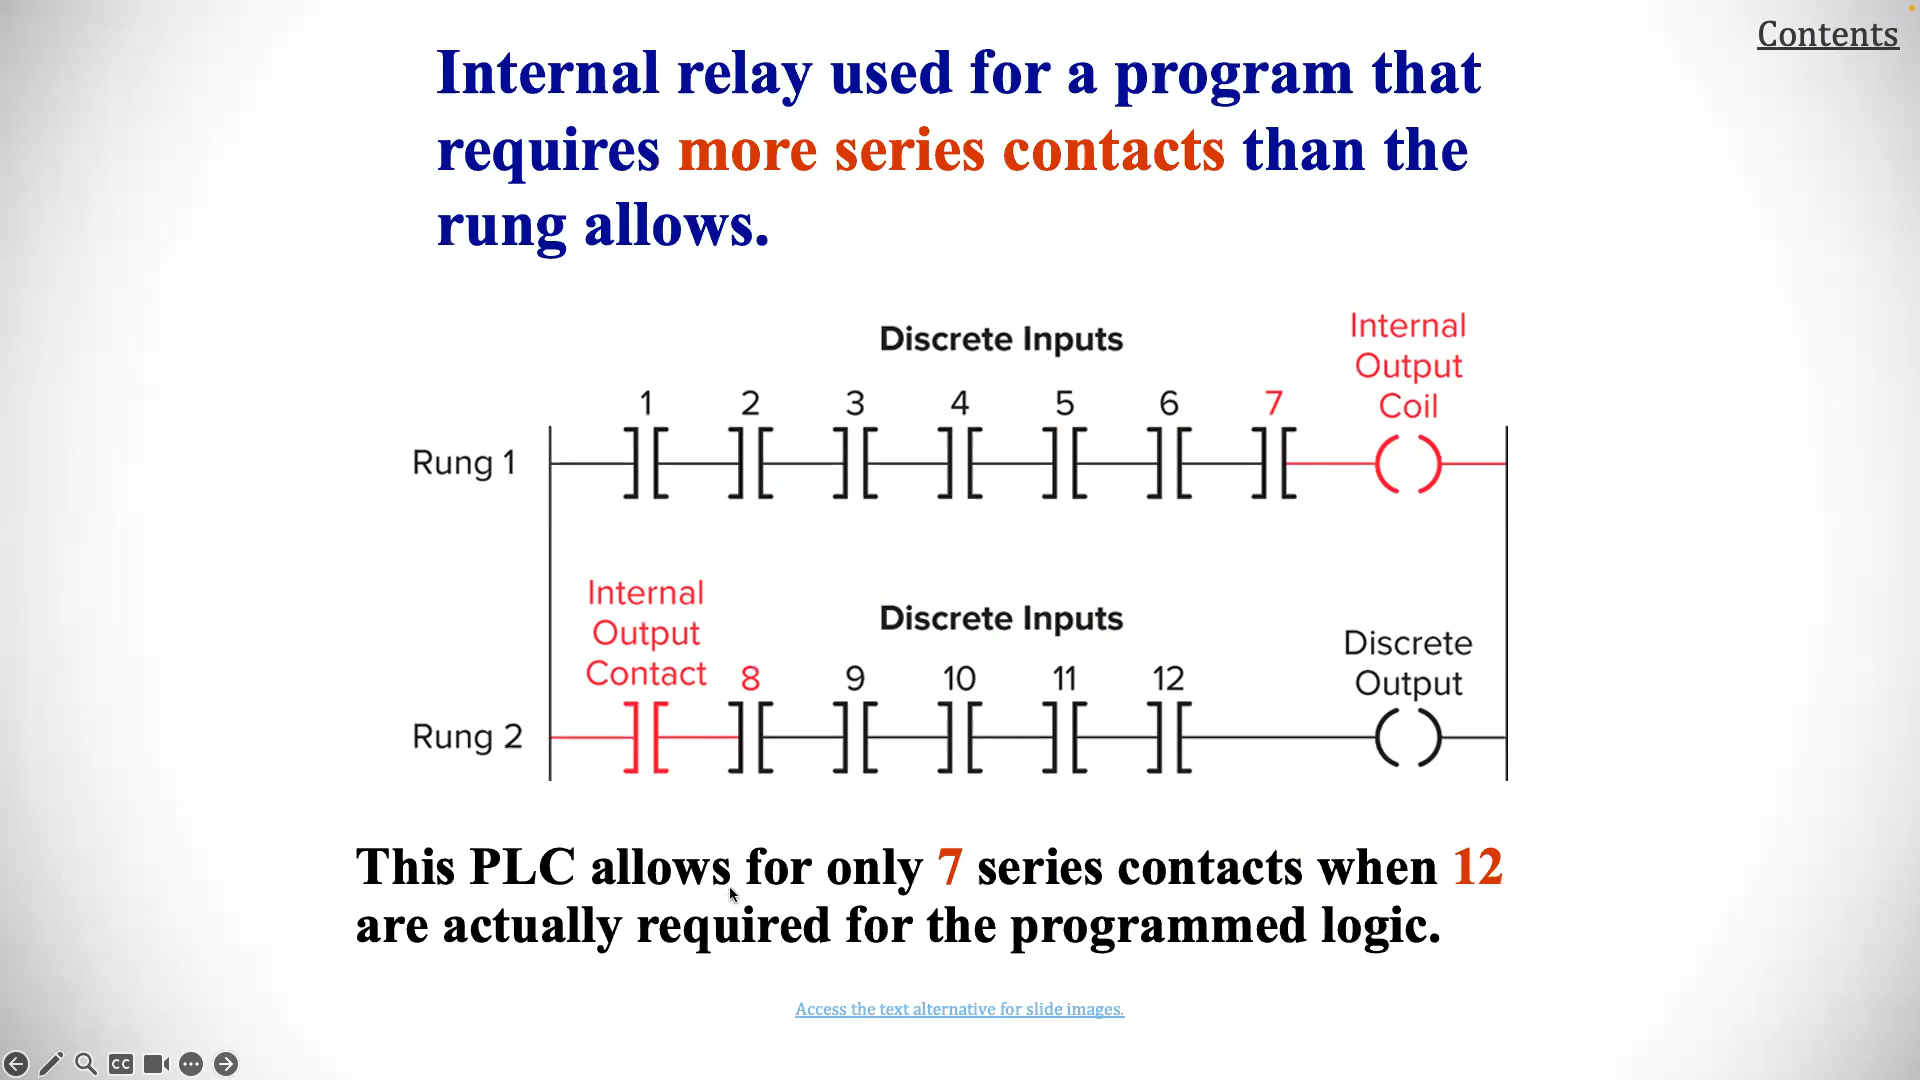 Contents
Internal relay used for a program that
requires more series contacts than the
rung allows.
Discrete Inputs
Internal
Output
Coil
1 2 3 4 5 6 7
Rung 1
Internal
Output
Contact
Discrete Inputs
8 9 10 11 12
Discrete
Output
Rung 2
This PLC allows for only 7 series contacts when 12
are actually required for the programmed logic.
Access the text alternative for slide images.
CC